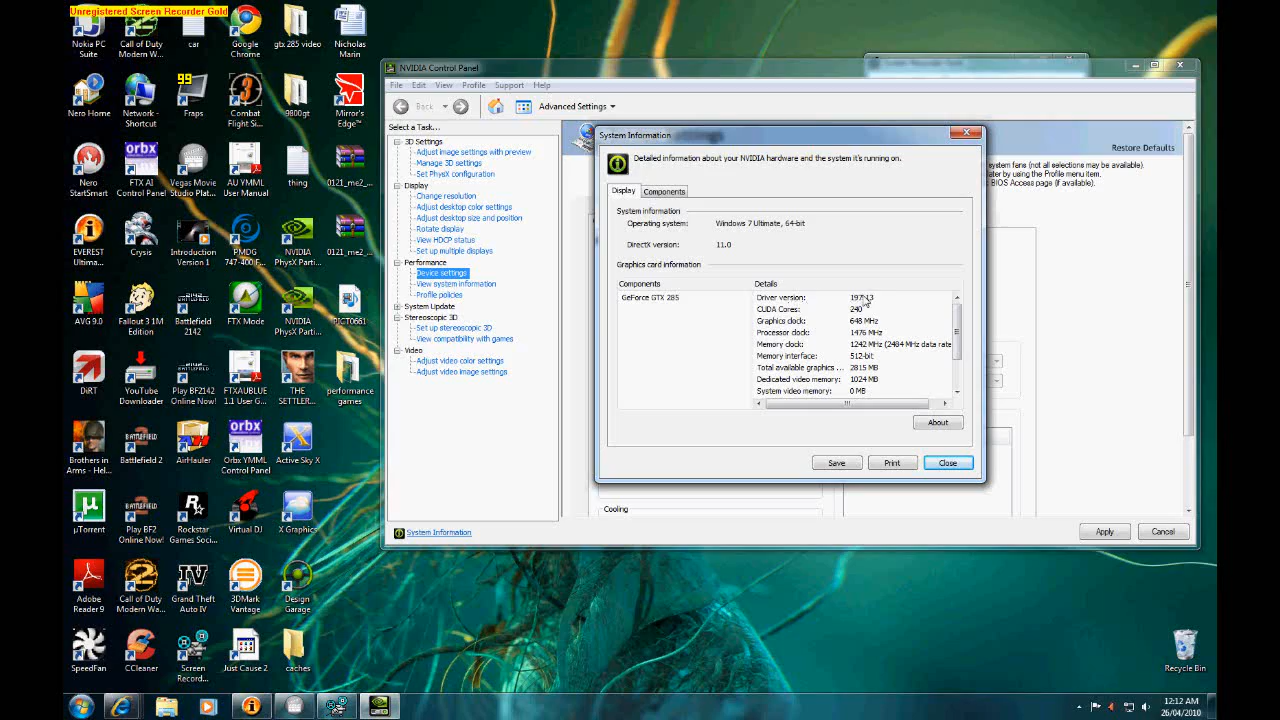 Unregistered Screen Recorder Gold
Nokia PC
Suite
Call of Duty
Modern W...
car
Google
Chrome
gtx 285 video
Nicholas
Marin
Nero Home
Network -
Shortcut
99
Fraps
Combat
Flight Si...
9800gt
Mirror's
Edge™
Nero
StartSmart
orbx
FTX AI
Control Panel
Vegas Movie
Studio Plat...
AU YMML
User Manual
thing
0121_me2_...
EVEREST
Ultima...
Crysis
Introduction
Version 1
PMDG
747-400 F...
NVIDIA
PhysX Parti...
0121_me2_...
AVG 9.0
Fallout 3 1M
Edition
Battlefield
2142
FTX Mode
NVIDIA
PhysX Parti...
PICT0661
DiRT
YouTube
Downloader
Play BF2142
Online Now!
FTXAUBLUE
1.1 User G...
THE
SETTLER...
performance
games
Brothers in
Arms - Hel...
Battlefield 2
AirHauler
orbx
Orbx YMML
Control Panel
Active Sky X
µTorrent
Play BF2
Online Now!
Rockstar
Games Soci...
Virtual DJ
X Graphics
Adobe
Reader 9
Call of Duty
Modern Wa...
IV
Grand Theft
Auto IV
3DMark
Vantage
Design
Garage
SpeedFan
CCleaner
Screen
Record...
Just Cause 2
caches
NVIDIA Control Panel
File Edit View Profile Support Help
Back Advanced Settings
Select a Task...
3D Settings
Adjust image settings with preview
Manage 3D settings
Set PhysX configuration
Display
Change resolution
Adjust desktop color settings
Adjust desktop size and position
Rotate display
View HDCP status
Set up multiple displays
Performance
Device settings
View system information
Profile policies
System Update
Stereoscopic 3D
Set up stereoscopic 3D
View compatibility with games
Video
Adjust video color settings
Adjust video image settings
System Information
Restore Defaults
system fans (not all selections may be available).
later by using the Profile menu item.
BIOS Access page (if available).
Cooling
Apply Cancel
System Information
Detailed information about your NVIDIA hardware and the system it's running on.
Display Components
System information
Operating system: Windows 7 Ultimate, 64-bit
DirectX version: 11.0
Graphics card information
Components Details
GeForce GTX 285
Driver version:
CUDA Cores: 240
Graphics clock: 648 MHz
Processor clock: 1476 MHz
Memory clock: 1242 MHz (2484 MHz data rate
Memory interface: 512-bit
Total available graphics ... 2815 MB
Dedicated video memory: 1024 MB
System video memory: 0 MB
About
Save Print Close
Recycle Bin
12:12 AM
26/04/2010